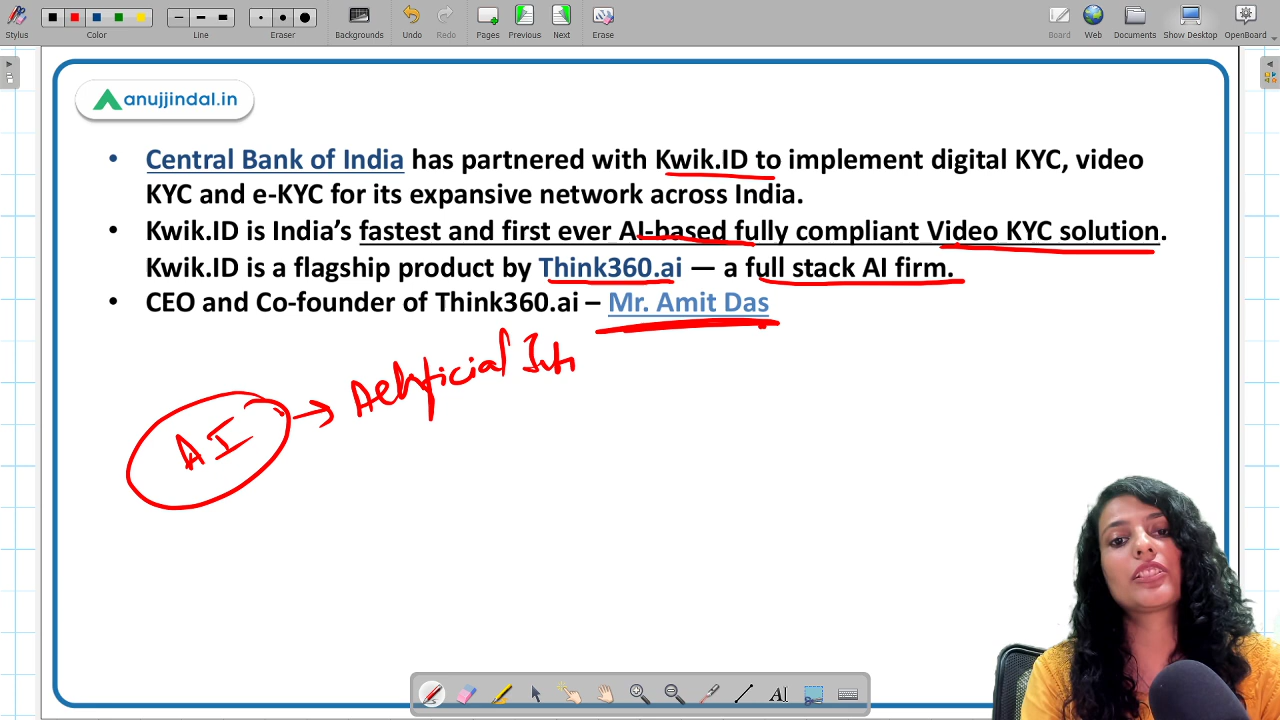 Stylus Color Line Eraser Backgrounds Undo Redo Pages Previous Next Erase Board Web Documents Show Desktop OpenBoard
anujjindal.in
• Central Bank of India has partnered with Kwik.ID to implement digital KYC, video
KYC and e-KYC for its expansive network across India.
• Kwik.ID is India’s fastest and first ever AI-based fully compliant Video KYC solution.
Kwik.ID is a flagship product by Think360.ai — a full stack AI firm.
• CEO and Co-founder of Think360.ai – Mr. Amit Das
AI → Artificial Int